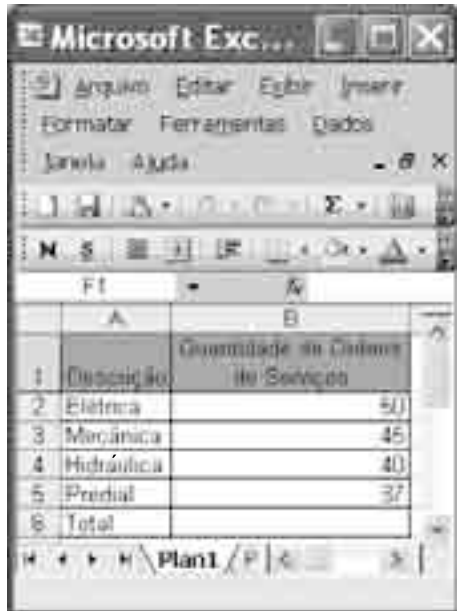 Microsoft Exc...
Arquivo Editar Exibir Inserir
Formatar Ferramentas Dados
Janela Ajuda
Σ
N S
F1 fx
A B
1 Descrição Quantidade de Ordens
de Serviços
2 Elétrica 50
3 Mecânica 45
4 Hidráulica 40
5 Predial 37
6 Total
Plan1 / P